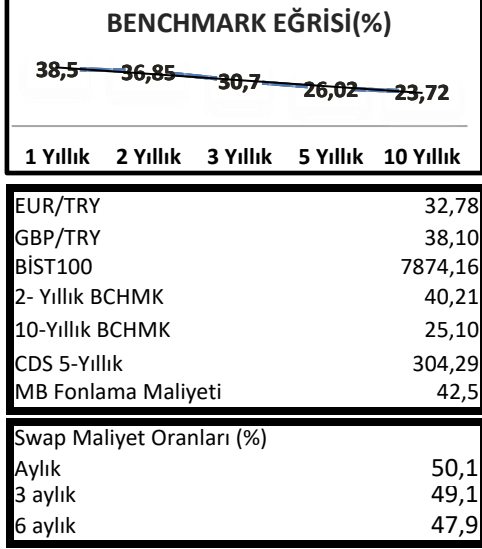 BENCHMARK EĞRİSİ(%)
38,5 36,85 30,7 26,02 23,72
1 Yıllık 2 Yıllık 3 Yıllık 5 Yıllık 10 Yıllık
EUR/TRY 32,78
GBP/TRY 38,10
BİST100 7874,16
2- Yıllık BCHMK 40,21
10-Yıllık BCHMK 25,10
CDS 5-Yıllık 304,29
MB Fonlama Maliyeti 42,5
Swap Maliyet Oranları (%)
Aylık 50,1
3 aylık 49,1
6 aylık 47,9